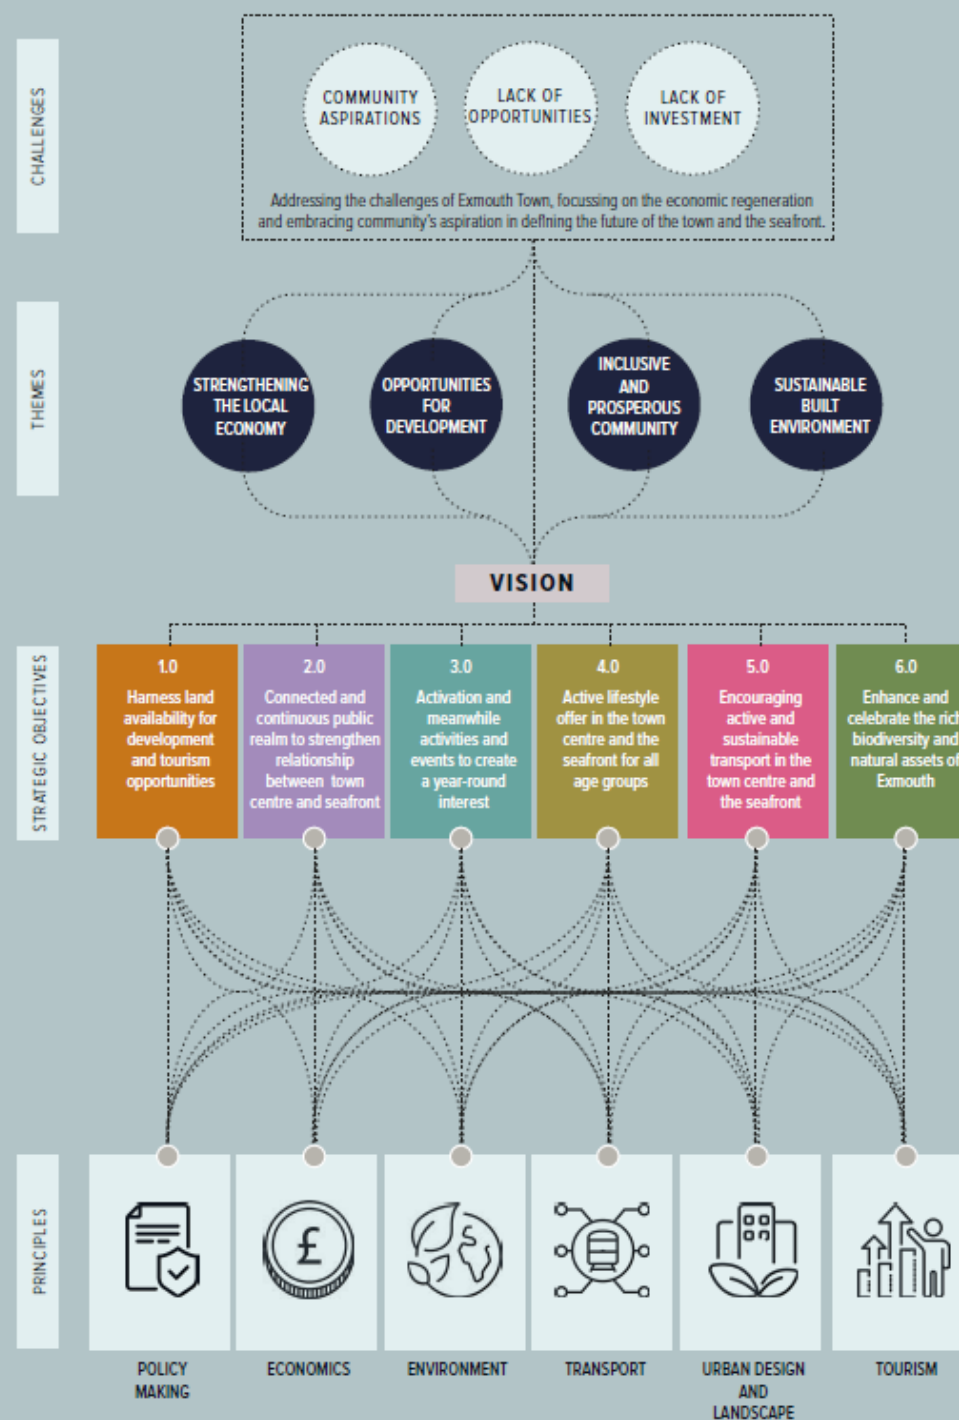 CHALLENGES
COMMUNITY
ASPIRATIONS
LACK OF
OPPORTUNITIES
LACK OF
INVESTMENT
Addressing the challenges of Exmouth Town, focussing on the economic regeneration
and embracing community's aspiration in defining the future of the town and the seafront.
THEMES
STRENGTHENING
THE LOCAL
ECONOMY
OPPORTUNITIES
FOR
DEVELOPMENT
INCLUSIVE
AND
PROSPEROUS
COMMUNITY
SUSTAINABLE
BUILT
ENVIRONMENT
VISION
STRATEGIC OBJECTIVES
1.0
Harness land
availability for
development
and tourism
opportunities
2.0
Connected and
continuous public
realm to strengthen
relationship
between town
centre and seafront
3.0
Activation and
meanwhile
activities and
events to create
a year-round
interest
4.0
Active lifestyle
offer in the town
centre and the
seafront for all
age groups
5.0
Encouraging
active and
sustainable
transport in the
town centre and
the seafront
6.0
Enhance and
celebrate the rich
biodiversity and
natural assets of
Exmouth
PRINCIPLES
£
POLICY
MAKING
ECONOMICS
ENVIRONMENT
TRANSPORT
URBAN DESIGN
AND
LANDSCAPE
TOURISM